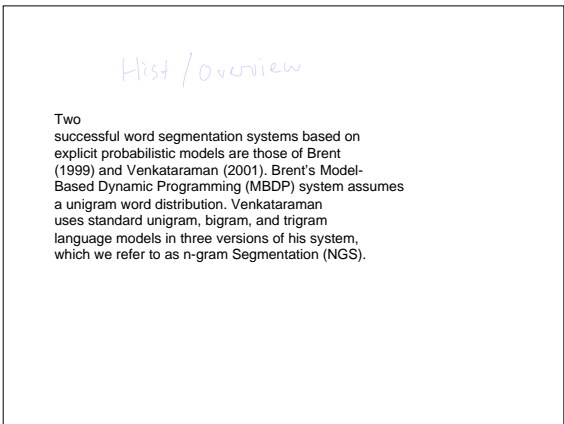 Hist / overview
Two
successful word segmentation systems based on
explicit probabilistic models are those of Brent
(1999) and Venkataraman (2001). Brent's Model-
Based Dynamic Programming (MBDP) system assumes
a unigram word distribution. Venkataraman
uses standard unigram, bigram, and trigram
language models in three versions of his system,
which we refer to as n-gram Segmentation (NGS).